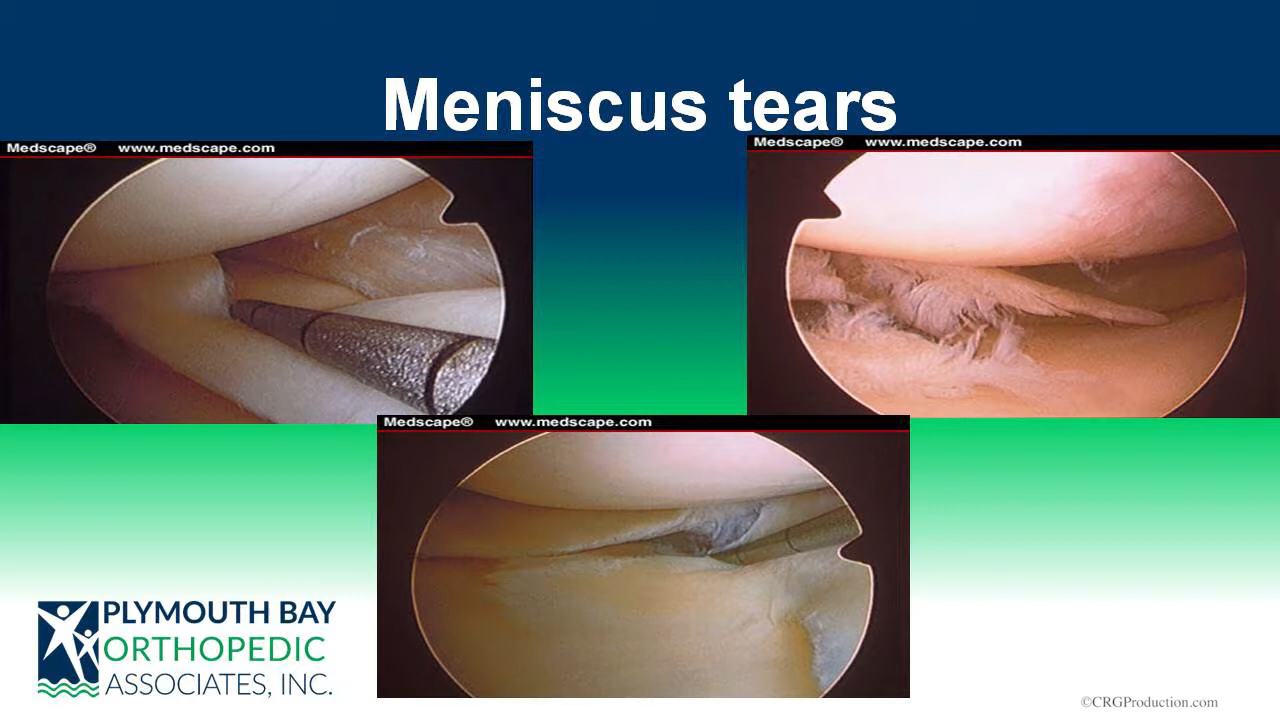 Meniscus tears
Medscape® www.medscape.com
Medscape® www.medscape.com
Medscape® www.medscape.com
PLYMOUTH BAY
ORTHOPEDIC
ASSOCIATES, INC.
©CRGProduction.com